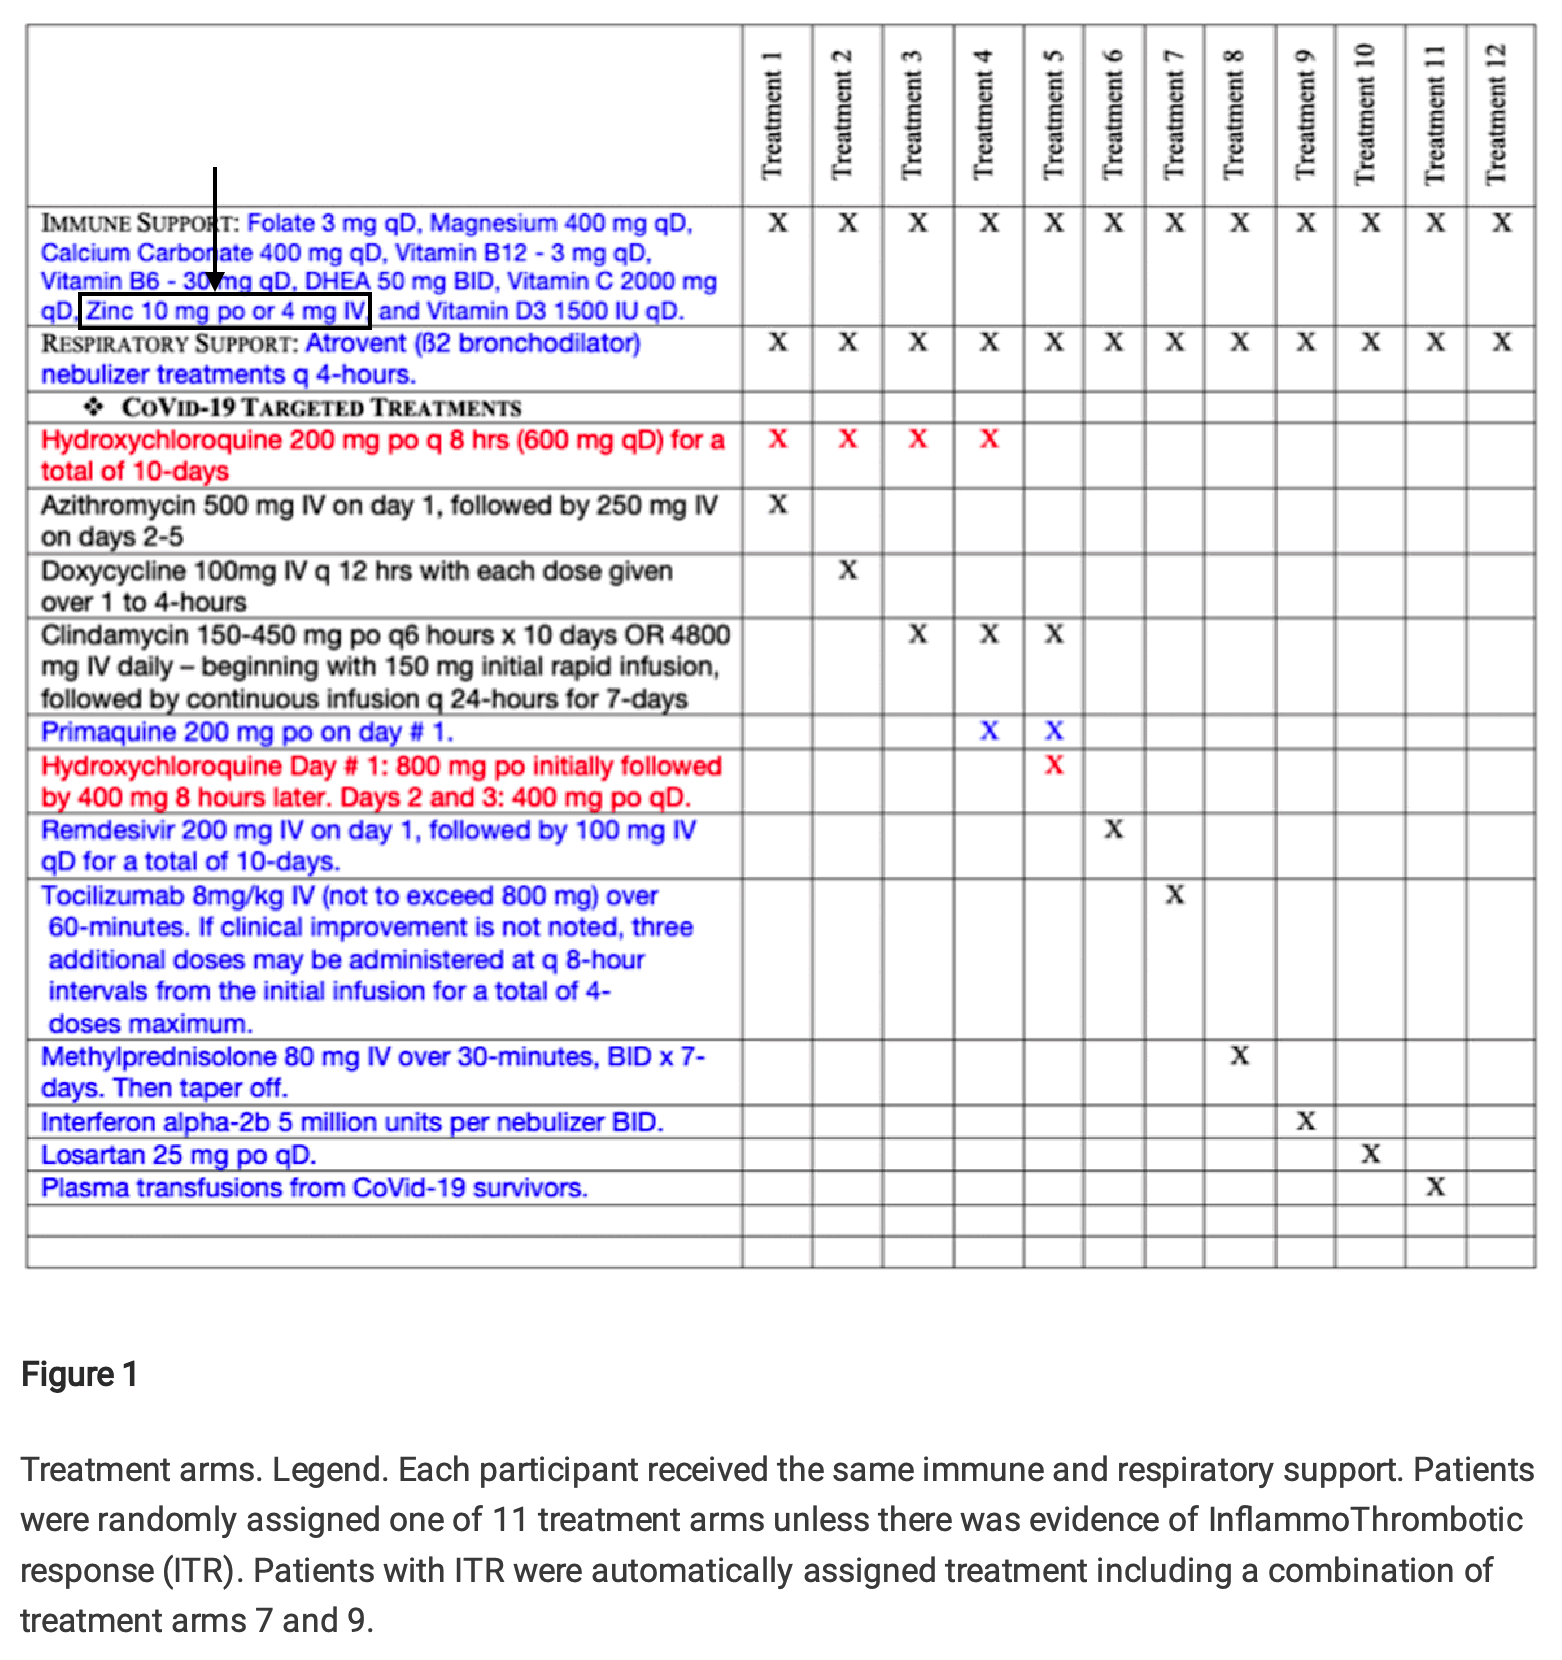 Treatment 1
Treatment 2
Treatment 3
Treatment 4
Treatment 5
Treatment 6
Treatment 7
Treatment 8
Treatment 9
Treatment 10
Treatment 11
Treatment 12
IMMUNE SUPPORT: Folate 3 mg qD, Magnesium 400 mg qD, X X X X X X X X X X X X
Calcium Carbonate 400 mg qD, Vitamin B12 - 3 mg qD,
Vitamin B6 - 30 mg qD, DHEA 50 mg BID, Vitamin C 2000 mg
qD, Zinc 10 mg po or 4 mg IV, and Vitamin D3 1500 IU qD.
RESPIRATORY SUPPORT: Atrovent (ß2 bronchodilator) X X X X X X X X X X X X
nebulizer treatments q 4-hours.
❖ COVID-19 TARGETED TREATMENTS
Hydroxychloroquine 200 mg po q 8 hrs (600 mg qD) for a X X X X
total of 10-days
Azithromycin 500 mg IV on day 1, followed by 250 mg IV X
on days 2-5
Doxycycline 100mg IV q 12 hrs with each dose given X
over 1 to 4-hours
Clindamycin 150-450 mg po q6 hours x 10 days OR 4800 X X X
mg IV daily – beginning with 150 mg initial rapid infusion,
followed by continuous infusion q 24-hours for 7-days
Primaquine 200 mg po on day # 1. X X
Hydroxychloroquine Day # 1: 800 mg po initially followed X
by 400 mg 8 hours later. Days 2 and 3: 400 mg po qD.
Remdesivir 200 mg IV on day 1, followed by 100 mg IV X
qD for a total of 10-days.
Tocilizumab 8mg/kg IV (not to exceed 800 mg) over X
60-minutes. If clinical improvement is not noted, three
additional doses may be administered at q 8-hour
intervals from the initial infusion for a total of 4-
doses maximum.
Methylprednisolone 80 mg IV over 30-minutes, BID x 7- X
days. Then taper off.
Interferon alpha-2b 5 million units per nebulizer BID. X
Losartan 25 mg po qD. X
Plasma transfusions from CoVid-19 survivors. X
Figure 1
Treatment arms. Legend. Each participant received the same immune and respiratory support. Patients
were randomly assigned one of 11 treatment arms unless there was evidence of InflammoThrombotic
response (ITR). Patients with ITR were automatically assigned treatment including a combination of
treatment arms 7 and 9.